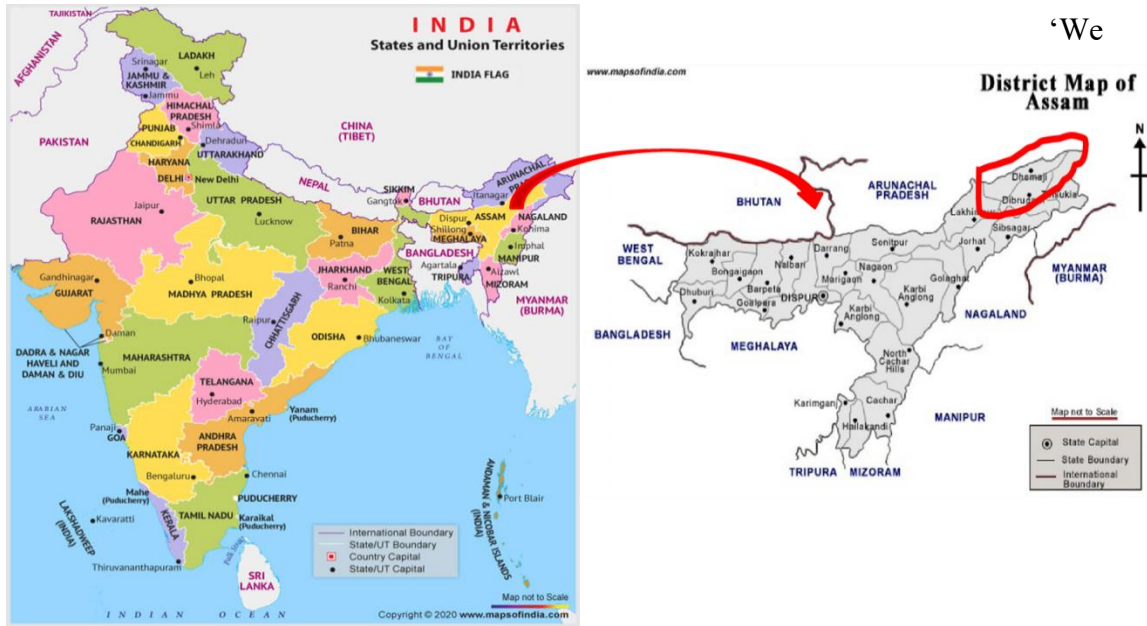 ‘We
INDIA
States and Union Territories
INDIA FLAG
TAJIKISTAN
AFGHANISTAN
PAKISTAN
CHINA
(TIBET)
NEPAL
BHUTAN
BANGLADESH
MYANMAR
(BURMA)
SRI
LANKA
LADAKH
Leh
Srinagar
JAMMU &
KASHMIR
Jammu
HIMACHAL
PRADESH
Shimla
PUNJAB
CHANDIGARH
Dehradun
UTTARAKHAND
HARYANA
DELHI
New Delhi
UTTAR PRADESH
Lucknow
RAJASTHAN
Jaipur
SIKKIM
Gangtok
ARUNACHAL
Itanagar
ASSAM
Dispur
Shillong
MEGHALAYA
NAGALAND
Kohima
Imphal
MANIPUR
Agartala
TRIPURA
Aizawl
MIZORAM
BIHAR
Patna
JHARKHAND
Ranchi
WEST
BENGAL
Kolkata
Gandhinagar
GUJARAT
Bhopal
MADHYA PRADESH
CHHATTISGARH
Raipur
ODISHA
Bhubaneswar
Daman
DADRA & NAGAR
HAVELI AND
DAMAN & DIU
MAHARASHTRA
Mumbai
TELANGANA
Hyderabad
Amaravati
Yanam
(Puducherry)
ANDHRA
PRADESH
Panaji
GOA
KARNATAKA
Bengaluru
Chennai
Mahe
(Puducherry)
PUDUCHERRY
KERALA
TAMIL NADU
Karaikal
(Puducherry)
Thiruvananthapuram
Kavaratti
LAKSHADWEEP
(INDIA)
ANDAMAN & NICOBAR ISLANDS
(INDIA)
Port Blair
ARABIAN
SEA
BAY
OF
BENGAL
INDIAN OCEAN
Palk Strait
International Boundary
State/UT Boundary
Country Capital
State/UT Capital
Map not to Scale
Copyright © 2020 www.mapsofindia.com
www.mapsofindia.com
District Map of
Assam
N
BHUTAN
ARUNACHAL
PRADESH
WEST
BENGAL
BANGLADESH
MEGHALAYA
NAGALAND
MYANMAR
(BURMA)
MANIPUR
TRIPURA
MIZORAM
Dhemaji
Dibrugarh
Sibsagar
Jorhat
Golaghat
Sonitpur
Darrang
Nalbari
Kokrajhar
Bongaigaon
Barpeta
Dhuburi
Goalpara
DISPUR
Marigaon
Nagaon
Karbi
Anglong
Karbi
Anglong
North
Cachar
Hills
Cachar
Karimganj
Hailakandi
Map not to Scale
State Capital
State Boundary
International
Boundary